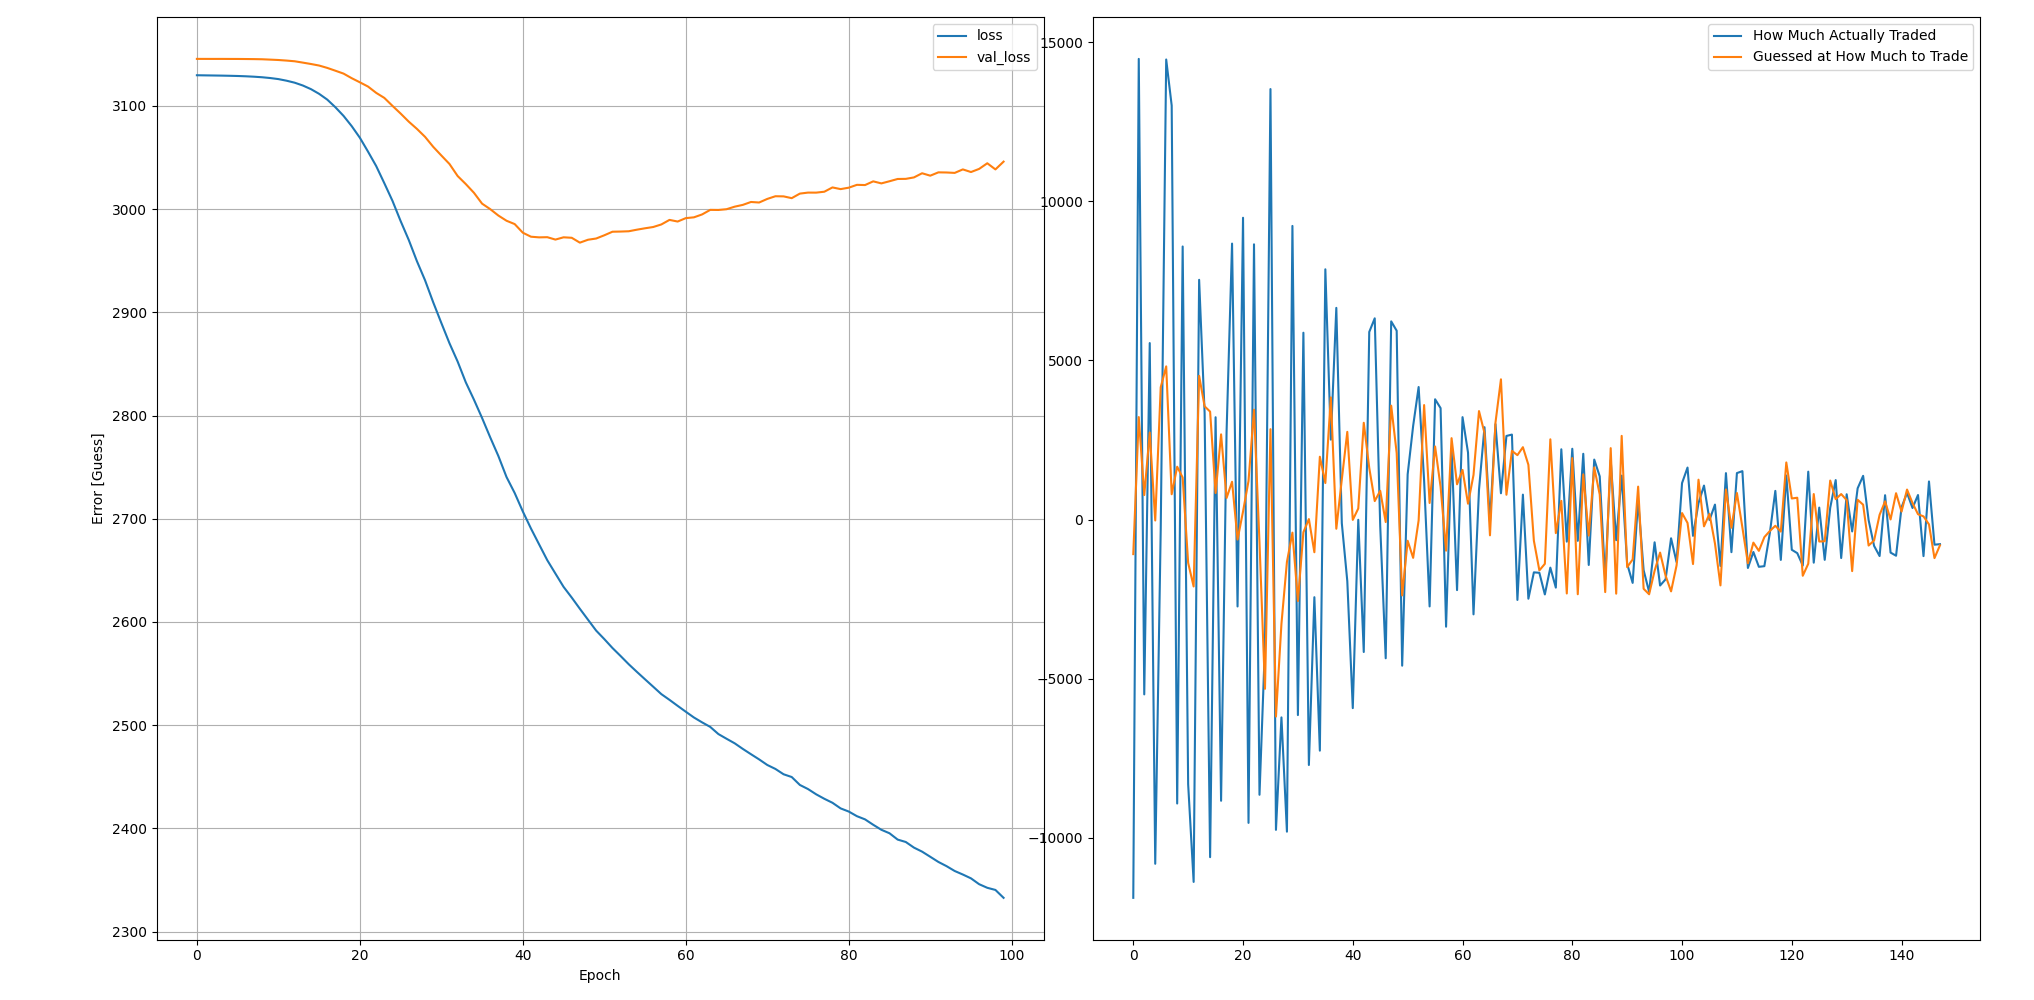 loss
val_loss
3100
3000
2900
2800
2700
2600
2500
2400
2300
Error [Guess]
0 20 40 60 80 100
Epoch
How Much Actually Traded
Guessed at How Much to Trade
15000
10000
5000
0
−5000
−10000
0 20 40 60 80 100 120 140